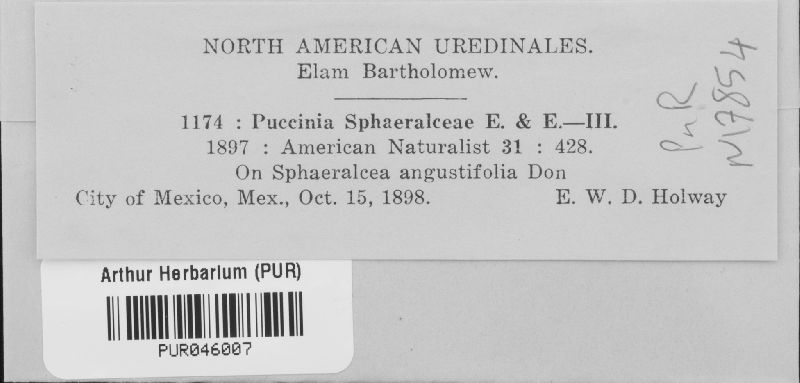 NORTH AMERICAN UREDINALES.
Elam Bartholomew.
1174 : Puccinia Sphaeralceae E. & E.—III.
1897 : American Naturalist 31 : 428.
On Sphaeralcea angustifolia Don
City of Mexico, Mex., Oct. 15, 1898. E. W. D. Holway
PUR
N17854
Arthur Herbarium (PUR)
PUR046007